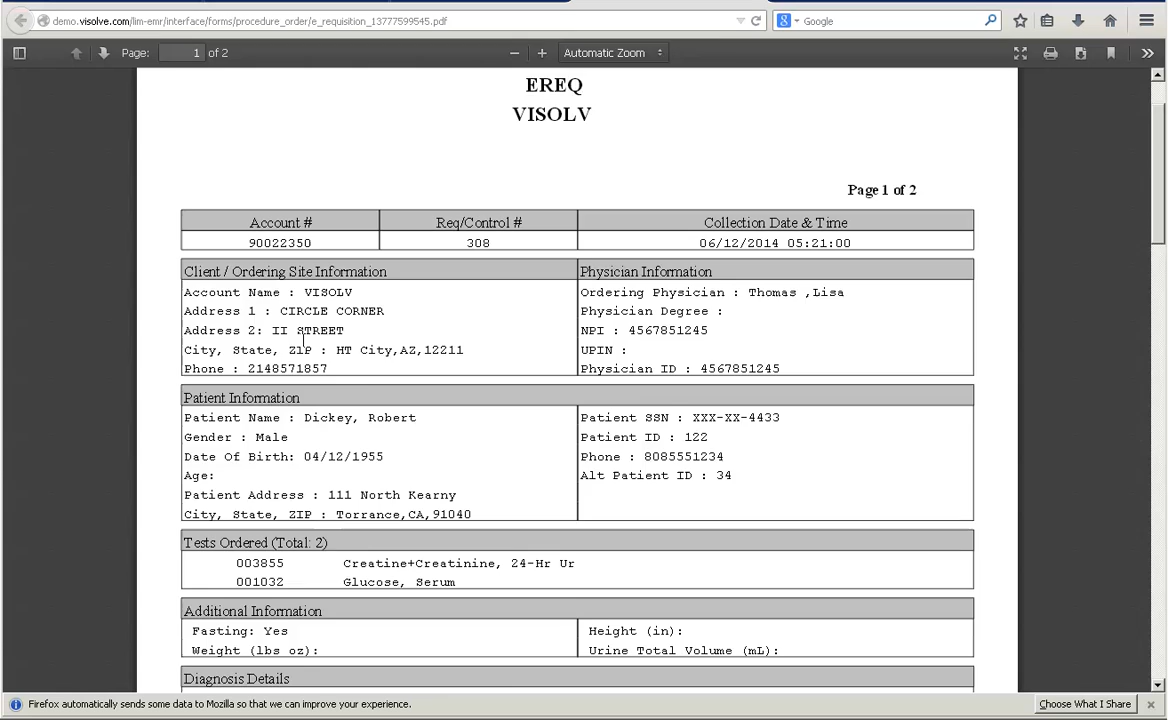 demo.visolve.com/lim-emr/interface/forms/procedure_order/e_requisition_13777599545.pdf
Google
Page: 1 of 2
Automatic Zoom
EREQ
VISOLV
Page 1 of 2
Account # Req/Control # Collection Date & Time
90022350 308 06/12/2014 05:21:00
Client / Ordering Site Information
Account Name : VISOLV
Address 1 : CIRCLE CORNER
Address 2: II STREET
City, State, ZIP : HT City,AZ,12211
Phone : 2148571857
Physician Information
Ordering Physician : Thomas ,Lisa
Physician Degree :
NPI : 4567851245
UPIN :
Physician ID : 4567851245
Patient Information
Patient Name : Dickey, Robert
Gender : Male
Date Of Birth: 04/12/1955
Age:
Patient Address : 111 North Kearny
City, State, ZIP : Torrance,CA,91040
Patient SSN : XXX-XX-4433
Patient ID : 122
Phone : 8085551234
Alt Patient ID : 34
Tests Ordered (Total: 2)
003855 Creatine+Creatinine, 24-Hr Ur
001032 Glucose, Serum
Additional Information
Fasting: Yes
Weight (lbs oz):
Height (in):
Urine Total Volume (mL):
Diagnosis Details
Firefox automatically sends some data to Mozilla so that we can improve your experience.
Choose What I Share